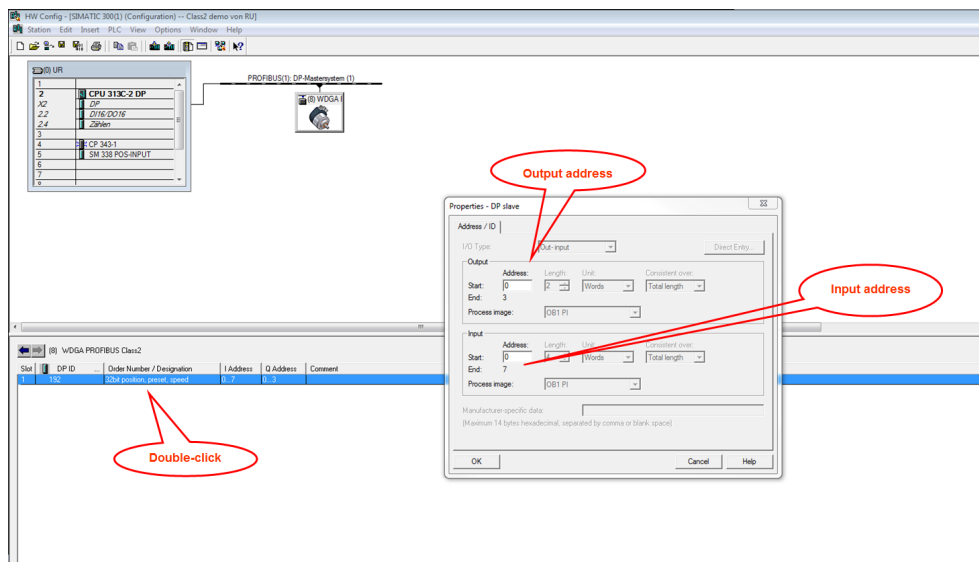 HW Config - [SIMATIC 300(1) (Configuration) -- Class2 demo von RU]
Station Edit Insert PLC View Options Window Help
(0) UR
1
2 CPU 313C-2 DP
X2 DP
2.2 DI16/DO16
2.4 Zählen
3
4 CP 343-1
5 SM 338 POS-INPUT
6
7
8
PROFIBUS(1): DP-Mastersystem (1)
(8) WDGA I
Output address
Properties - DP slave
Address / ID
I/O Type: Out- input Direct Entry...
Output
Address: Length: Unit: Consistent over:
Start: 0 2 Words Total length
End: 3
Process image: OB1 PI
Input address
Input
Address: Length: Unit: Consistent over:
Start: 0 4 Words Total length
End: 7
Process image: OB1 PI
Manufacturer-specific data:
(Maximum 14 bytes hexadecimal, separated by comma or blank space)
OK Cancel Help
(8) WDGA PROFIBUS Class2
Slot DP ID ... Order Number / Designation I Address Q Address Comment
1 192 32bit position, preset, speed 0...7 0...3
Double-click